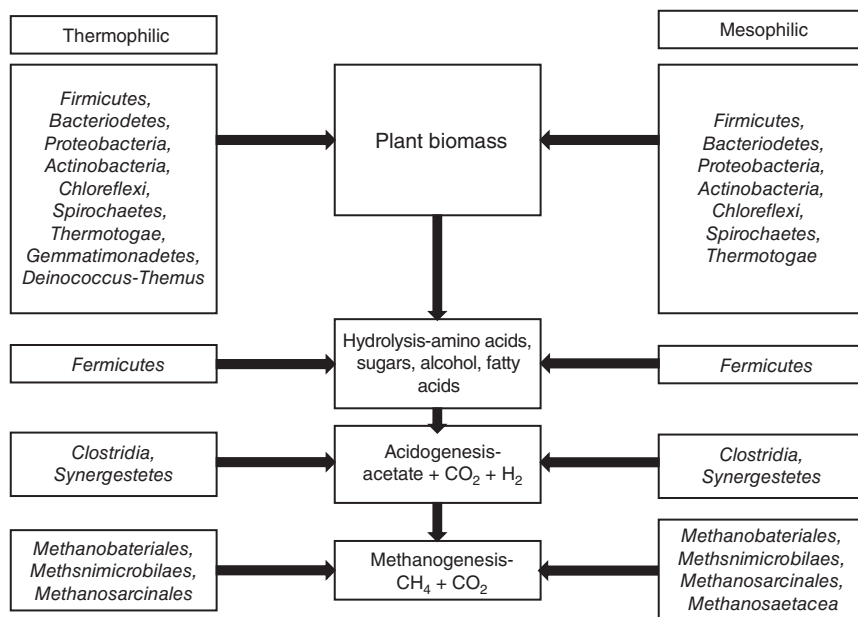 Thermophilic
Mesophilic
Firmicutes,
Bacteriodetes,
Proteobacteria,
Actinobacteria,
Chloreflexi,
Spirochaetes,
Thermotogae,
Gemmatimonadetes,
Deinococcus-Themus
Plant biomass
Firmicutes,
Bacteriodetes,
Proteobacteria,
Actinobacteria,
Chloreflexi,
Spirochaetes,
Thermotogae
Fermicutes
Hydrolysis-amino acids,
sugars, alcohol, fatty
acids
Fermicutes
Clostridia,
Synergestetes
Acidogenesis-
acetate + CO₂ + H₂
Clostridia,
Synergestetes
Methanobateriales,
Methsnimicrobilaes,
Methanosarcinales
Methanogenesis-
CH₄ + CO₂
Methanobateriales,
Methsnimicrobilaes,
Methanosarcinales,
Methanosaetacea